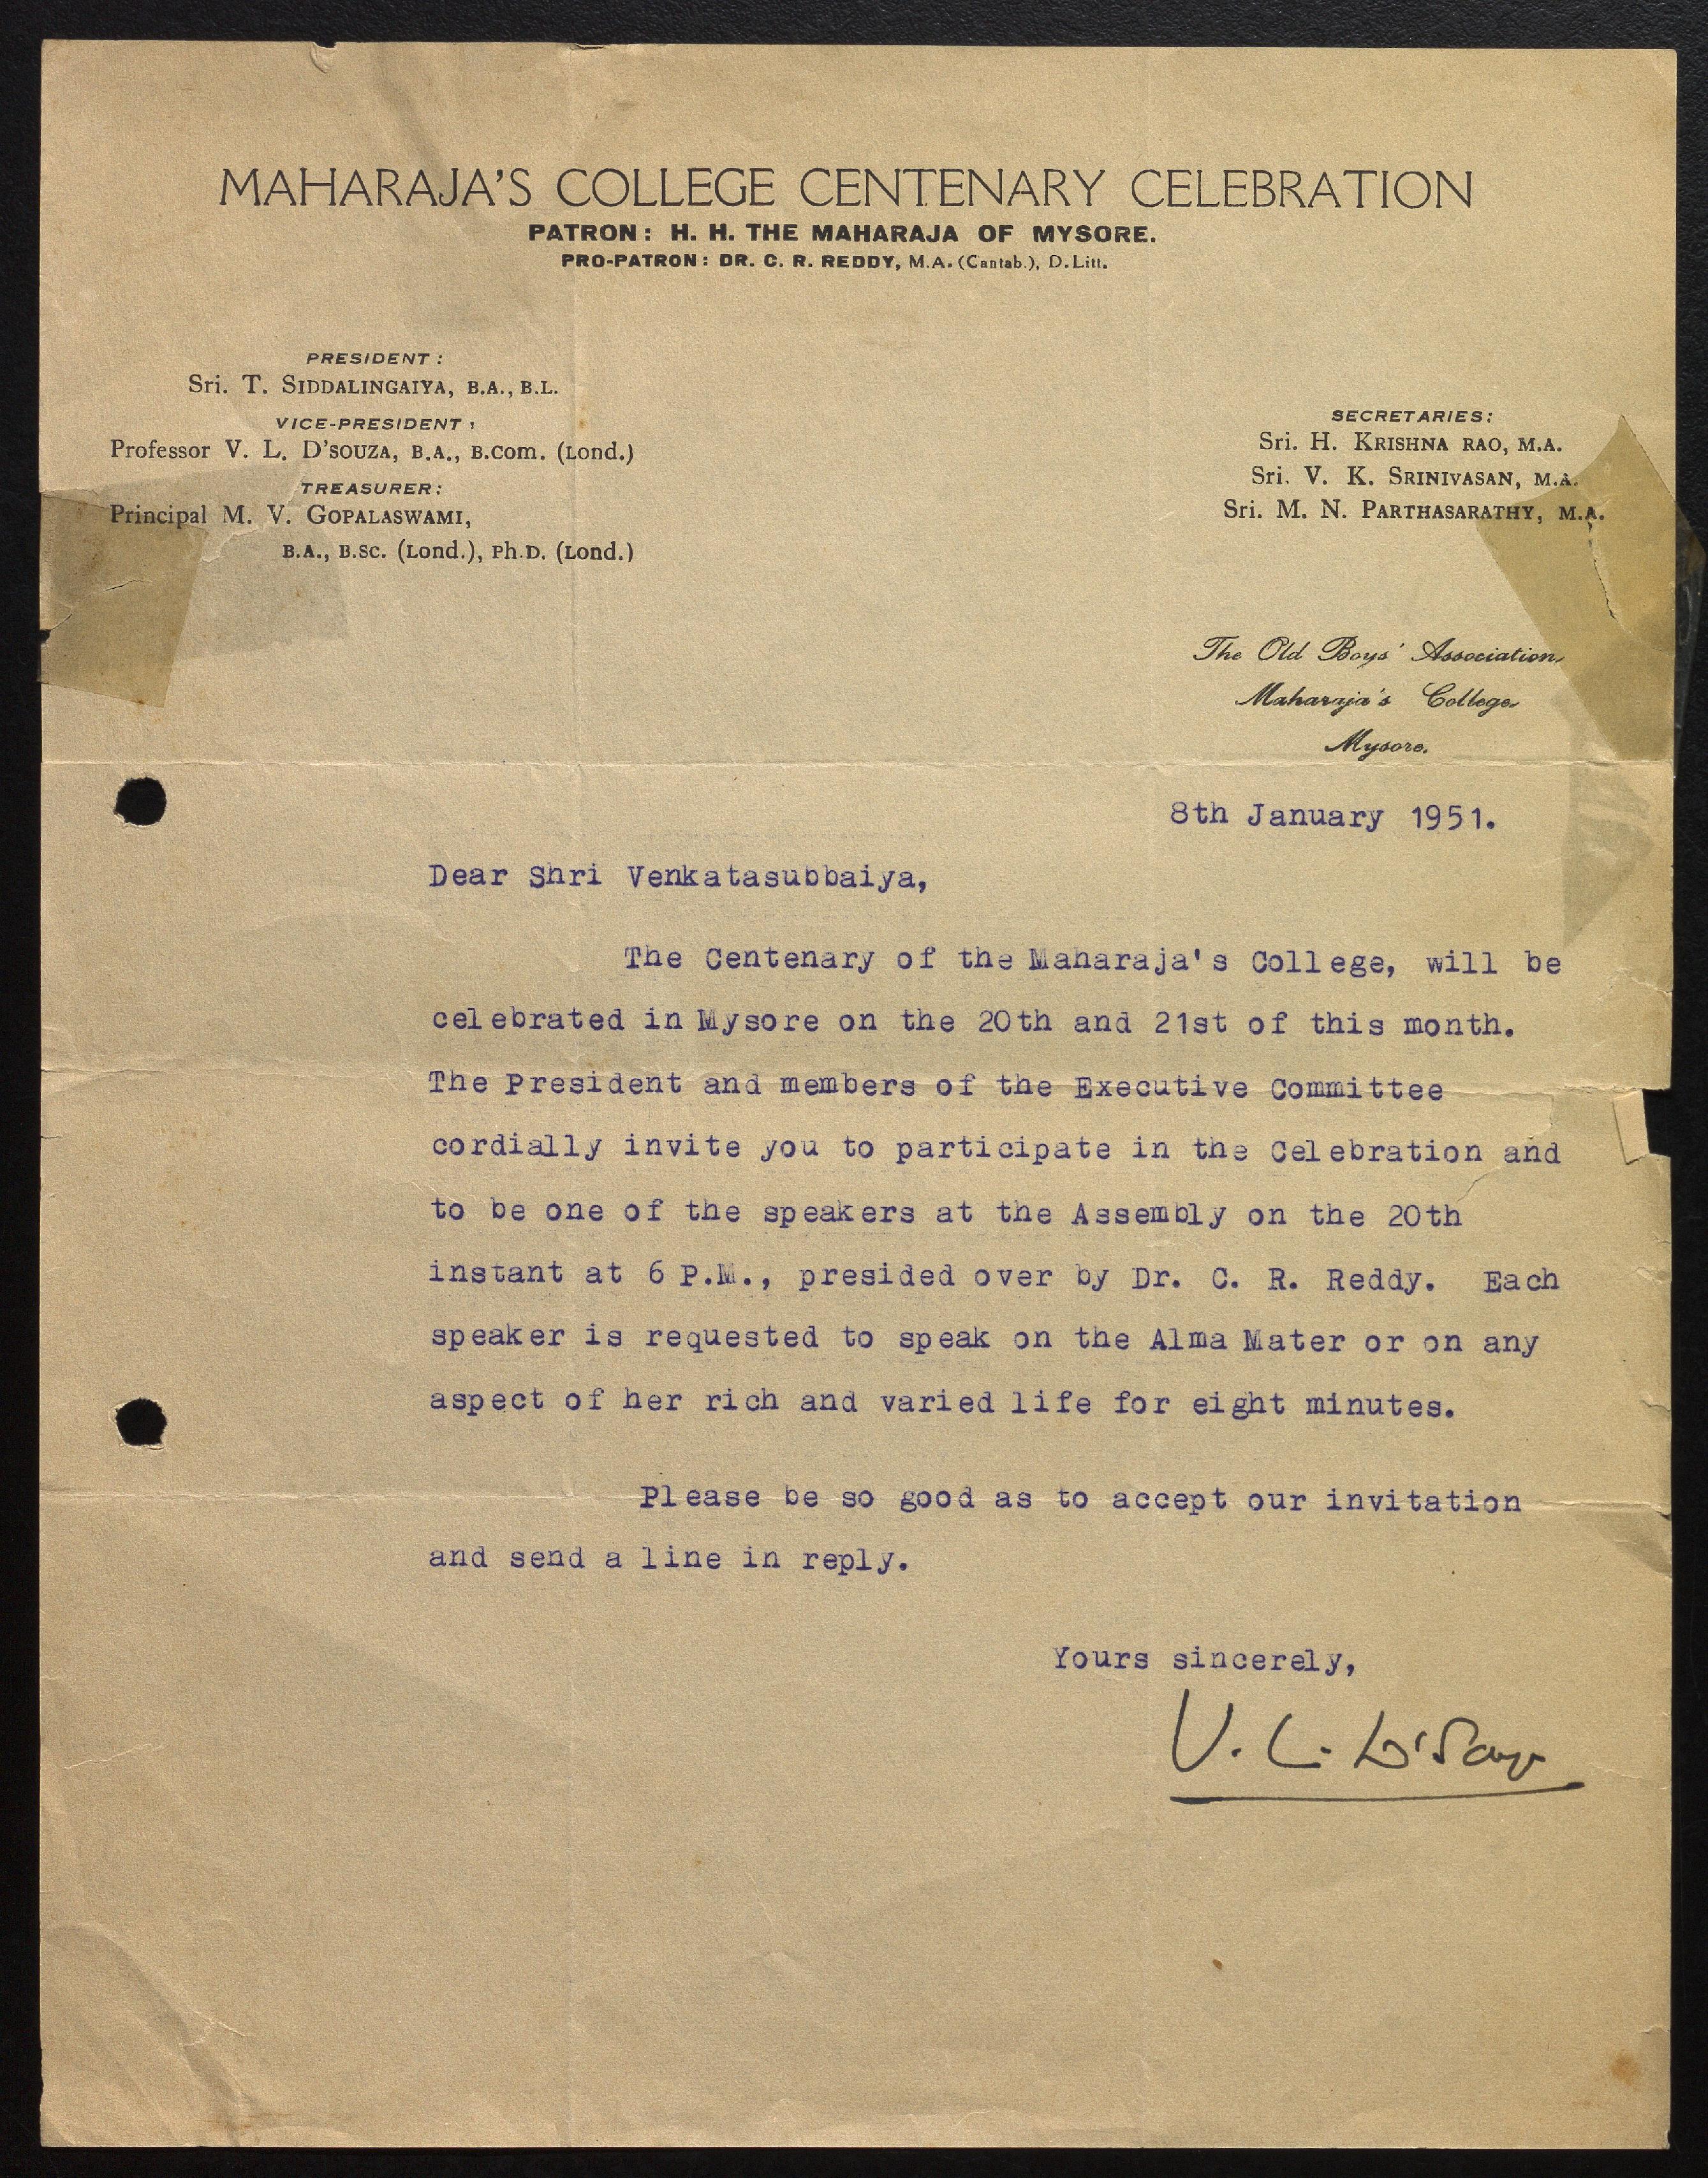 MAHARAJA'S COLLEGE CENTENARY CELEBRATION
PATRON: H. H. THE MAHARAJA OF MYSORE.
PRO-PATRON: DR. C. R. REDDY, M.A. (Cantab.), D.Litt.
PRESIDENT:
Sri. T. SIDDALINGAIYA, B.A., B.L.
VICE-PRESIDENT:
Professor V. L. D'SOUZA, B.A., B.Com. (Lond.)
TREASURER:
Principal M. V. GOPALASWAMI,
B.A., B.SC. (Lond.), Ph.D. (Lond.)
SECRETARIES:
Sri. H. KRISHNA RAO, M.A.
Sri. V. K. SRINIVASAN, M.A.
Sri. M. N. PARTHASARATHY, M.A.
The Old Boys' Association,
Maharaja's College
Mysore.
8th January 1951.
Dear Shri Venkatasubbaiya,
The Centenary of the Maharaja's College, will be
celebrated in Mysore on the 20th and 21st of this month.
The President and members of the Executive Committee
cordially invite you to participate in the Celebration and
to be one of the speakers at the Assembly on the 20th
instant at 6 P.M., presided over by Dr. C. R. Reddy. Each
speaker is requested to speak on the Alma Mater or on any
aspect of her rich and varied life for eight minutes.
Please be so good as to accept our invitation
and send a line in reply.
Yours sincerely,
V. L. D'Souza